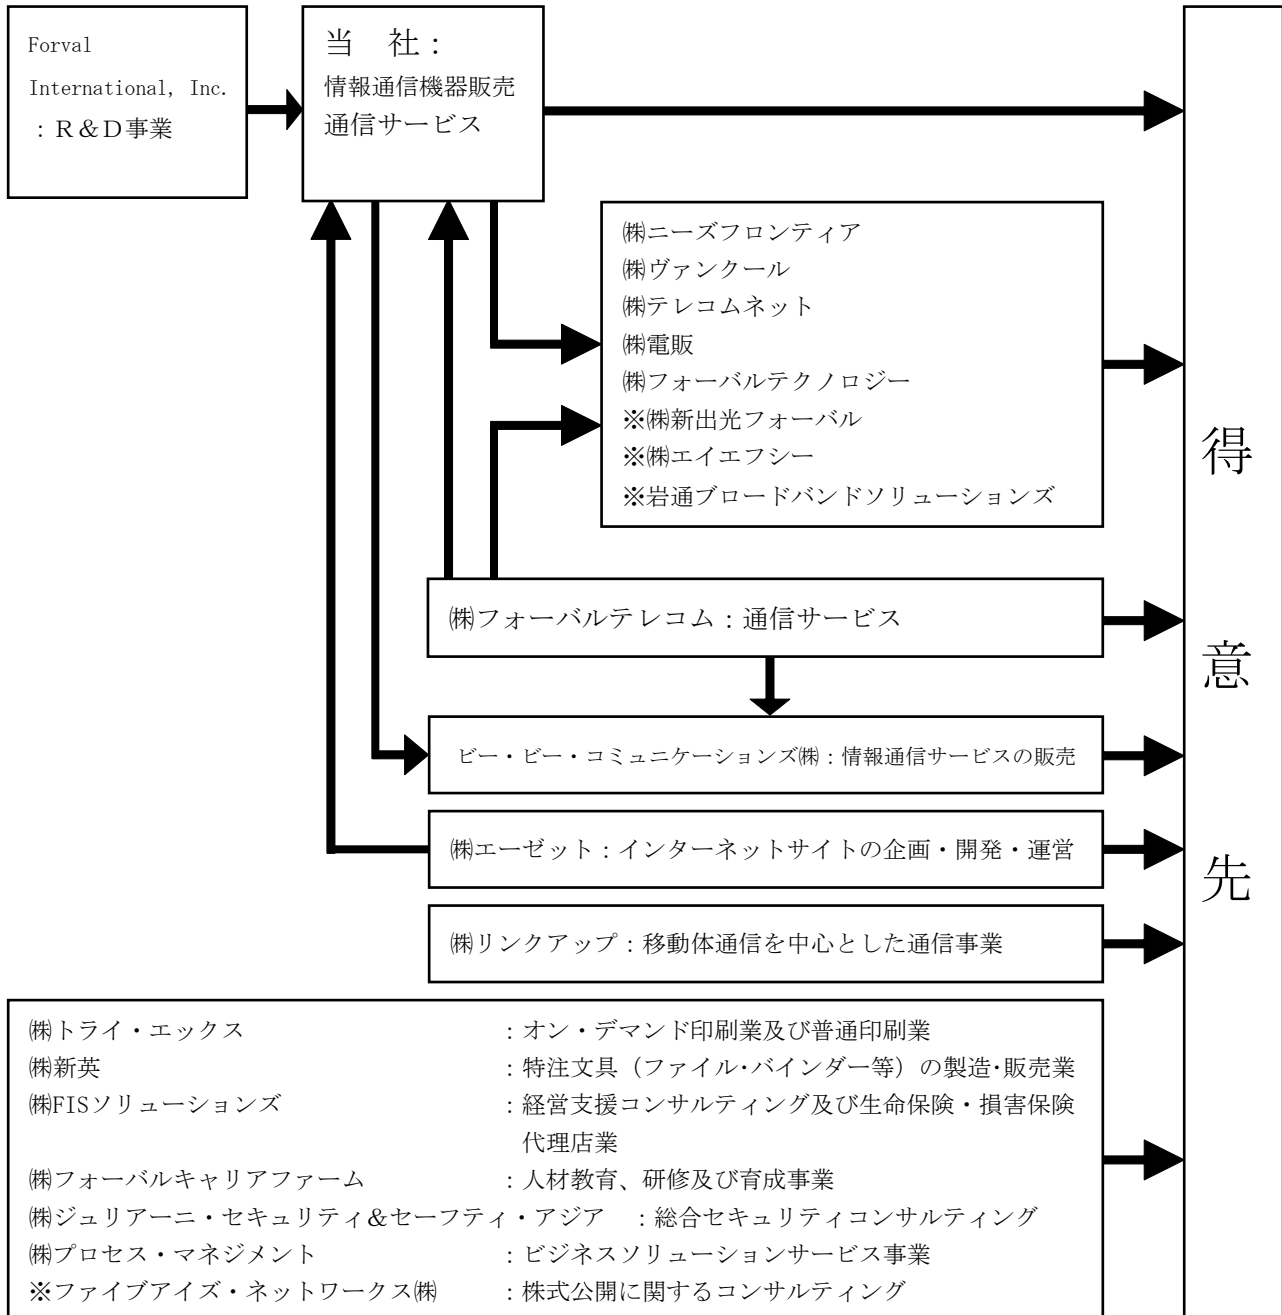 Forval
International, Inc.
：Ｒ＆Ｄ事業
当　社：
情報通信機器販売
通信サービス
㈱ニーズフロンティア
㈱ヴァンクール
㈱テレコムネット
㈱電販
㈱フォーバルテクノロジー
※㈱新出光フォーバル
※㈱エイエフシー
※岩通ブロードバンドソリューションズ
㈱フォーバルテレコム：通信サービス
ビー・ビー・コミュニケーションズ㈱：情報通信サービスの販売
㈱エーゼット：インターネットサイトの企画・開発・運営
㈱リンクアップ：移動体通信を中心とした通信事業
㈱トライ・エックス　：オン・デマンド印刷業及び普通印刷業
㈱新英　：特注文具（ファイル･バインダー等）の製造･販売業
㈱FISソリューションズ　：経営支援コンサルティング及び生命保険・損害保険
代理店業
㈱フォーバルキャリアファーム　：人材教育、研修及び育成事業
㈱ジュリアーニ・セキュリティ＆セーフティ・アジア　：総合セキュリティコンサルティング
㈱プロセス・マネジメント　：ビジネスソリューションサービス事業
※ファイブアイズ・ネットワークス㈱　：株式公開に関するコンサルティング
得
意
先